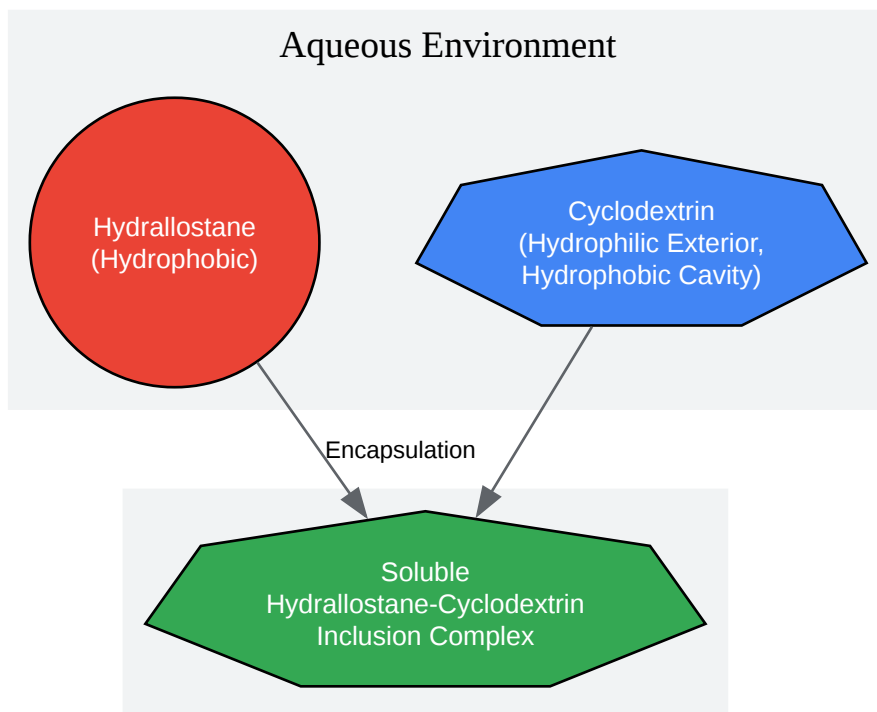 Aqueous Environment
Hydrallostane
(Hydrophobic)
Cyclodextrin
(Hydrophilic Exterior,
Hydrophobic Cavity)
Encapsulation
Soluble
Hydrallostane-Cyclodextrin
Inclusion Complex